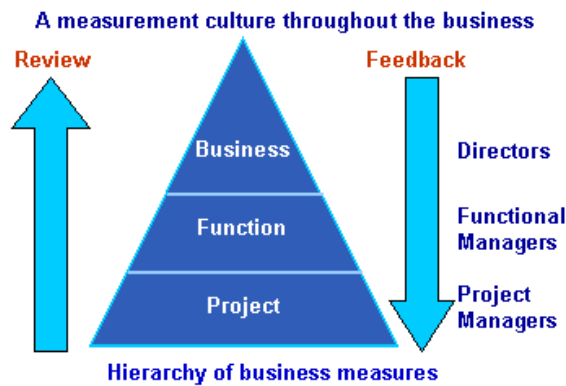 A measurement culture throughout the business
Review
Feedback
Business
Directors
Function
Functional
Managers
Project
Project
Managers
Hierarchy of business measures